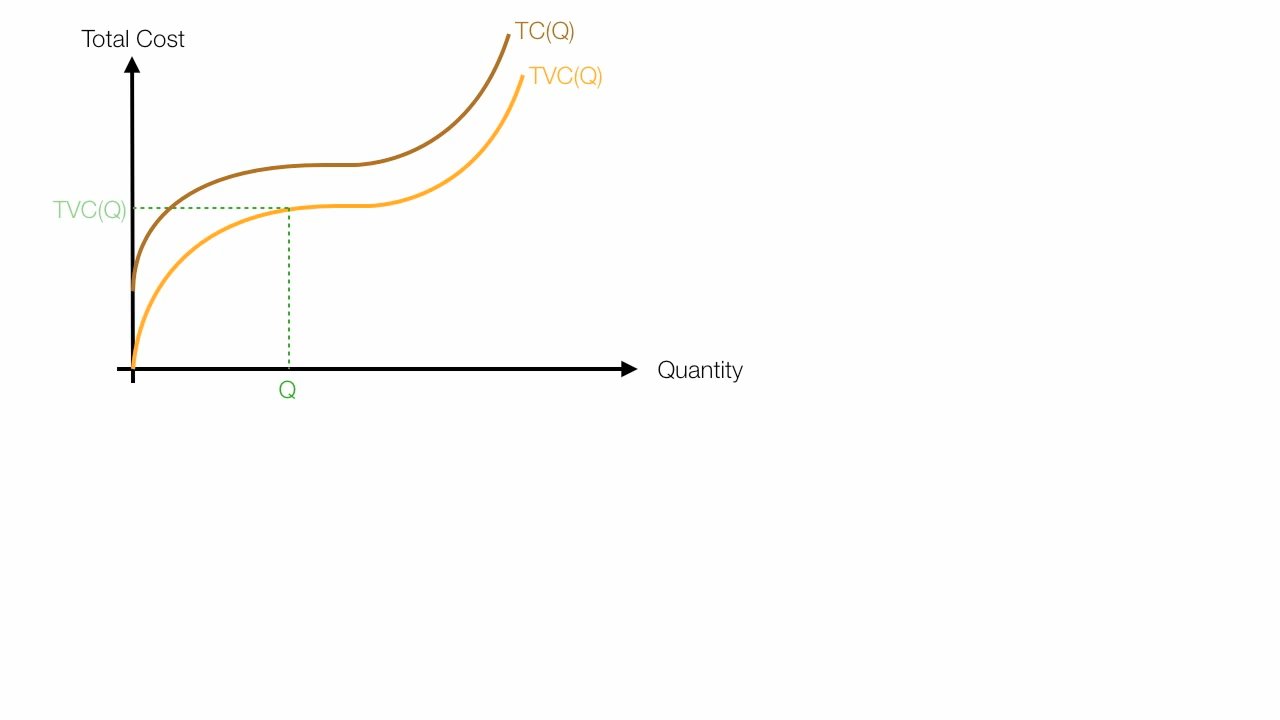 TC(Q)
Total Cost
TVC(Q)
TVC(Q)
Quantity
Q